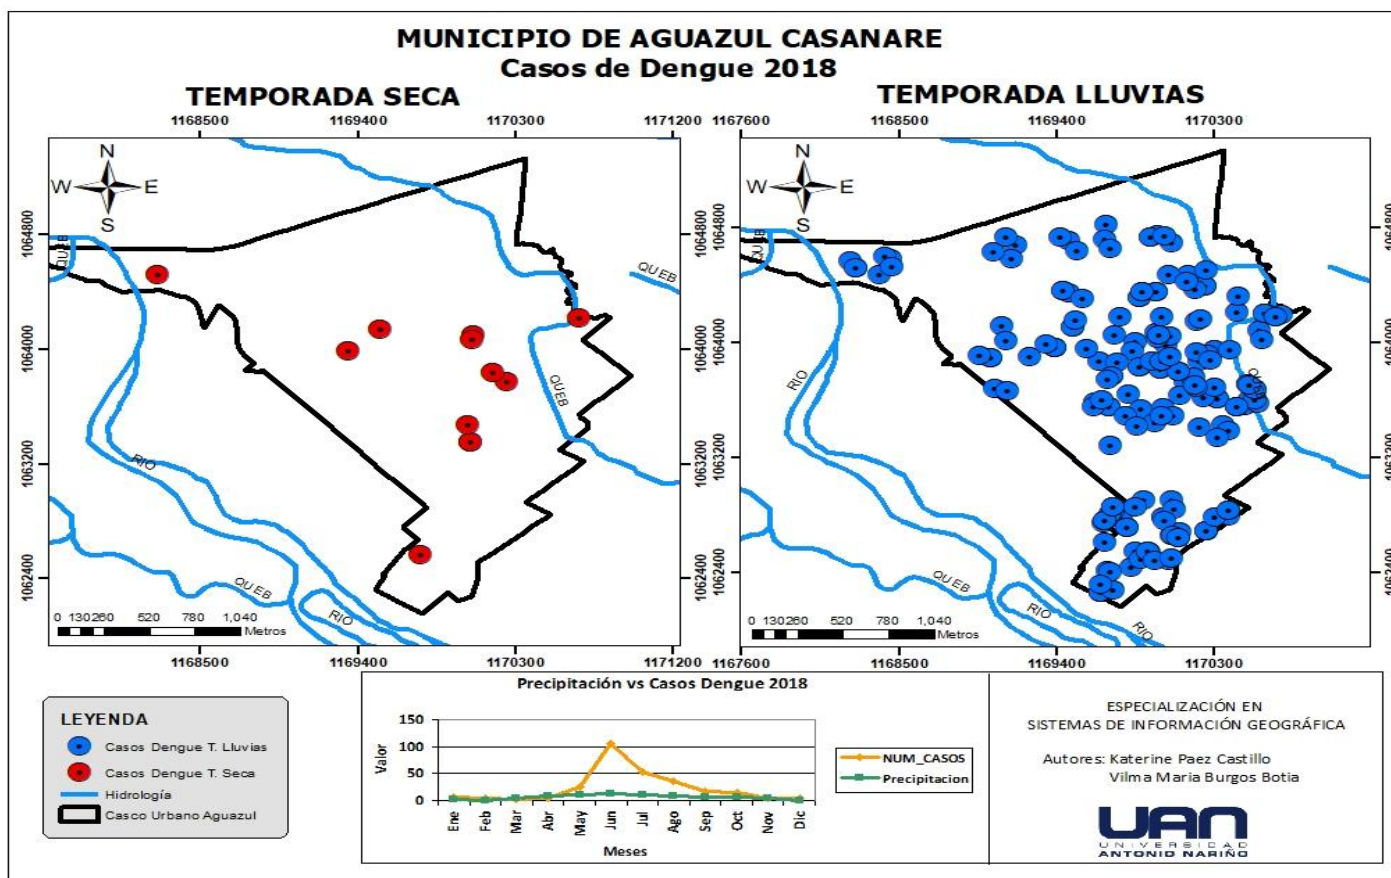 MUNICIPIO DE AGUAZUL CASANARE
Casos de Dengue 2018
TEMPORADA SECA
TEMPORADA LLUVIAS
1168500 1169400 1170300 1171200
1167600 1168500 1169400 1170300
N
W E
S
1064800
1064000
1063200
1062400
QUEB
QUEB
QUEB
RIO
QUEB
RIO
0 130 260 520 780 1,040
Metros
1168500 1169400 1170300 1171200
N
W E
S
1064800
1064000
1063200
1062400
1064800
1064000
1063200
1062400
QUEB
QUEB
RIO
RIO
QUEB
RIO
RIO
0 130 260 520 780 1,040
Metros
1167600 1168500 1169400 1170300
LEYENDA
Casos Dengue T. Lluvias
Casos Dengue T. Seca
Hidrología
Casco Urbano Aguazul
Precipitación vs Casos Dengue 2018
Valor
150
100
50
0
Ene Feb Mar Abr May Jun Jul Ago Sep Oct Nov Dic
Meses
NUM_CASOS
Precipitacion
ESPECIALIZACIÓN EN
SISTEMAS DE INFORMACIÓN GEOGRÁFICA
Autores: Katerine Paez Castillo
Vilma Maria Burgos Botia
UAN
UNIVERSIDAD
ANTONIO NARIÑO